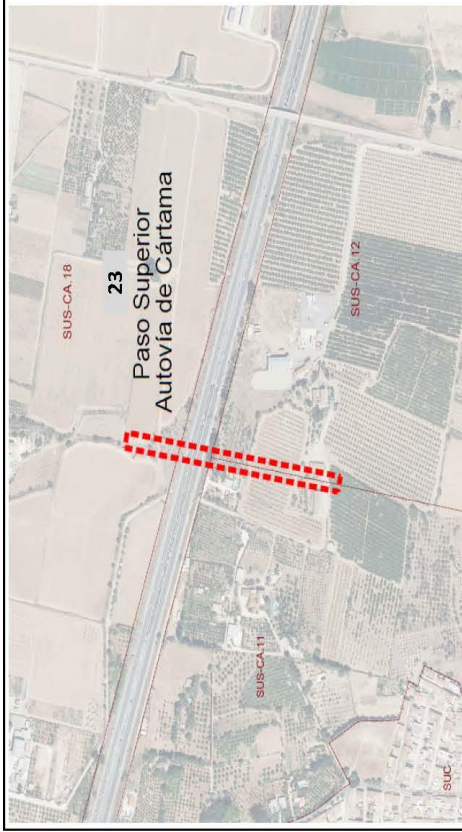 SUS-CA.18
23
Paso Superior
Autovía de Cártama
SUS-CA.12
SUS-CA.11
SUC